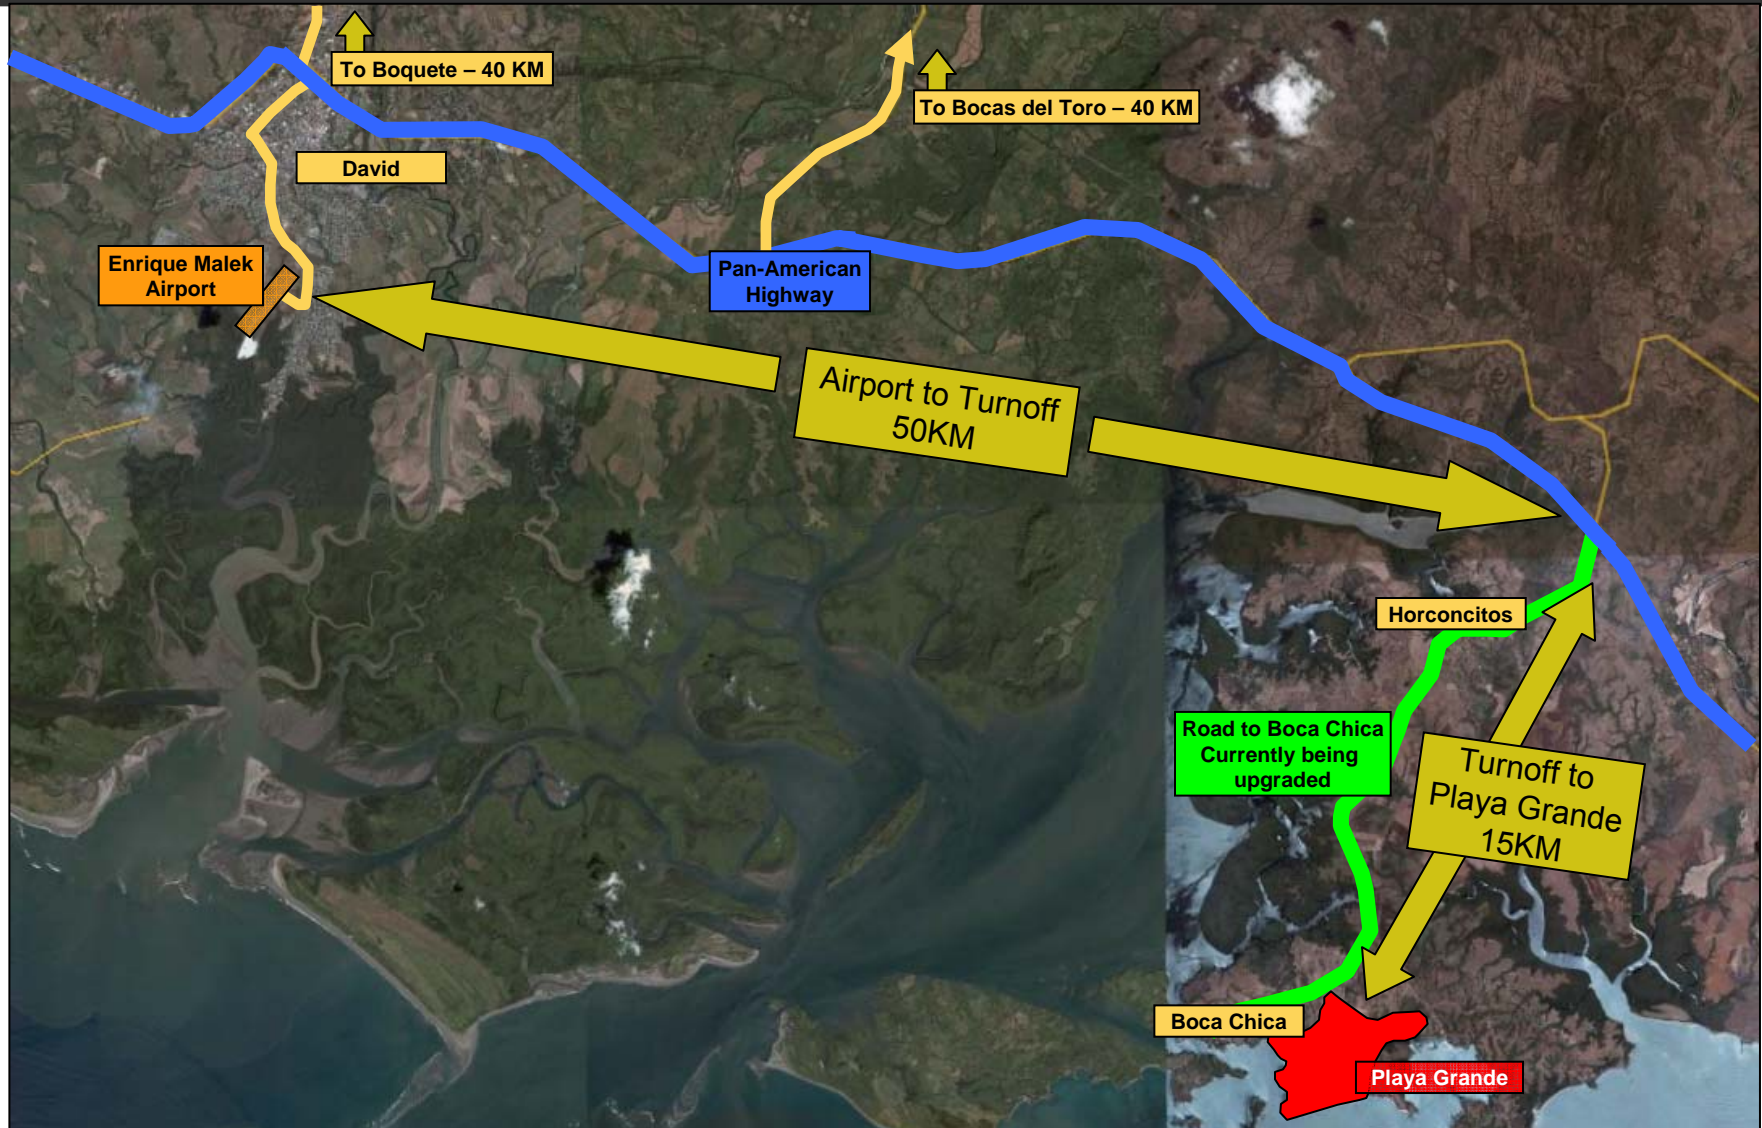 To Boquete – 40 KM
To Bocas del Toro – 40 KM
David
Enrique Malek
Airport
Pan-American
Highway
Airport to Turnoff
50KM
Horconcitos
Road to Boca Chica
Currently being
upgraded
Turnoff to
Playa Grande
15KM
Boca Chica
Playa Grande